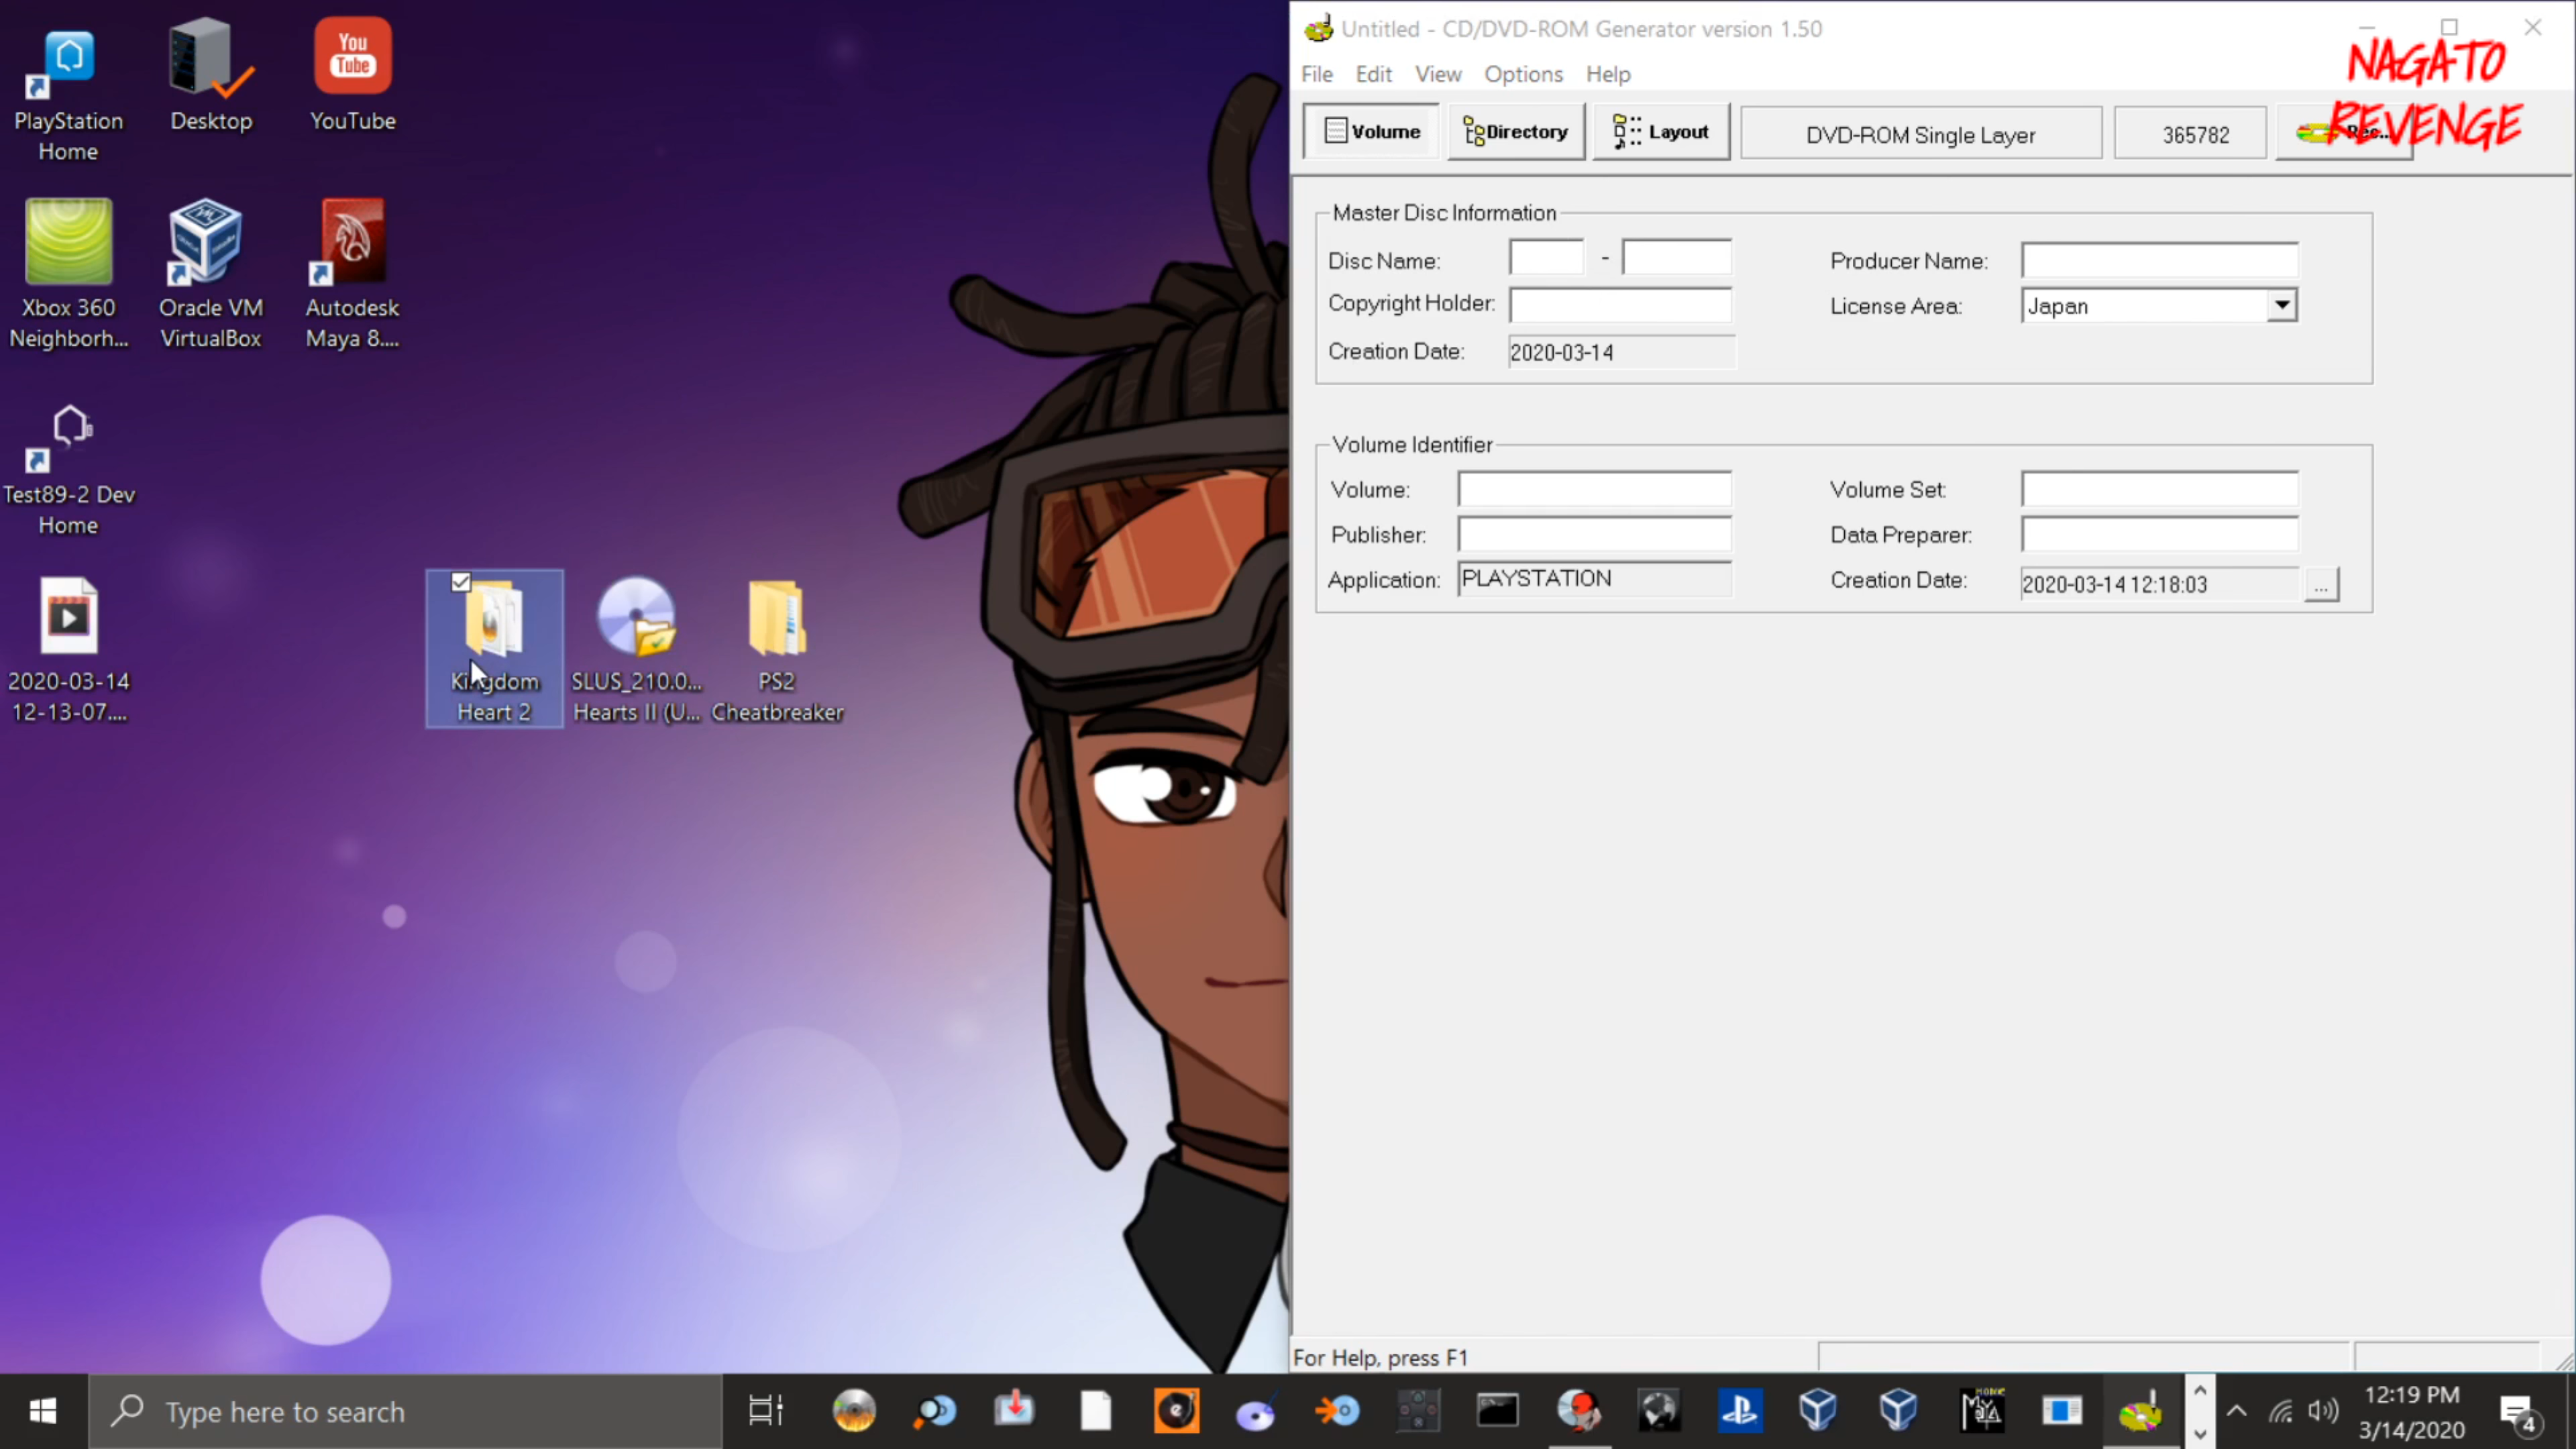 PlayStation
Home
Desktop
You
Tube
YouTube
Xbox 360
Neighborh...
Oracle VM
VirtualBox
Autodesk
Maya 8....
Test89-2 Dev
Home
2020-03-14
12-13-07....
Kingdom
Heart 2
SLUS_210.0...
Hearts II (U...
PS2
Cheatbreaker
Untitled - CD/DVD-ROM Generator version 1.50
File Edit View Options Help
NAGATO
REVENGE
Volume Directory Layout DVD-ROM Single Layer 365782
Master Disc Information
Disc Name: - Producer Name:
Copyright Holder: License Area: Japan
Creation Date: 2020-03-14
Volume Identifier
Volume: Volume Set:
Publisher: Data Preparer:
Application: PLAYSTATION Creation Date: 2020-03-14 12:18:03 ...
For Help, press F1
Type here to search
12:19 PM
3/14/2020
4